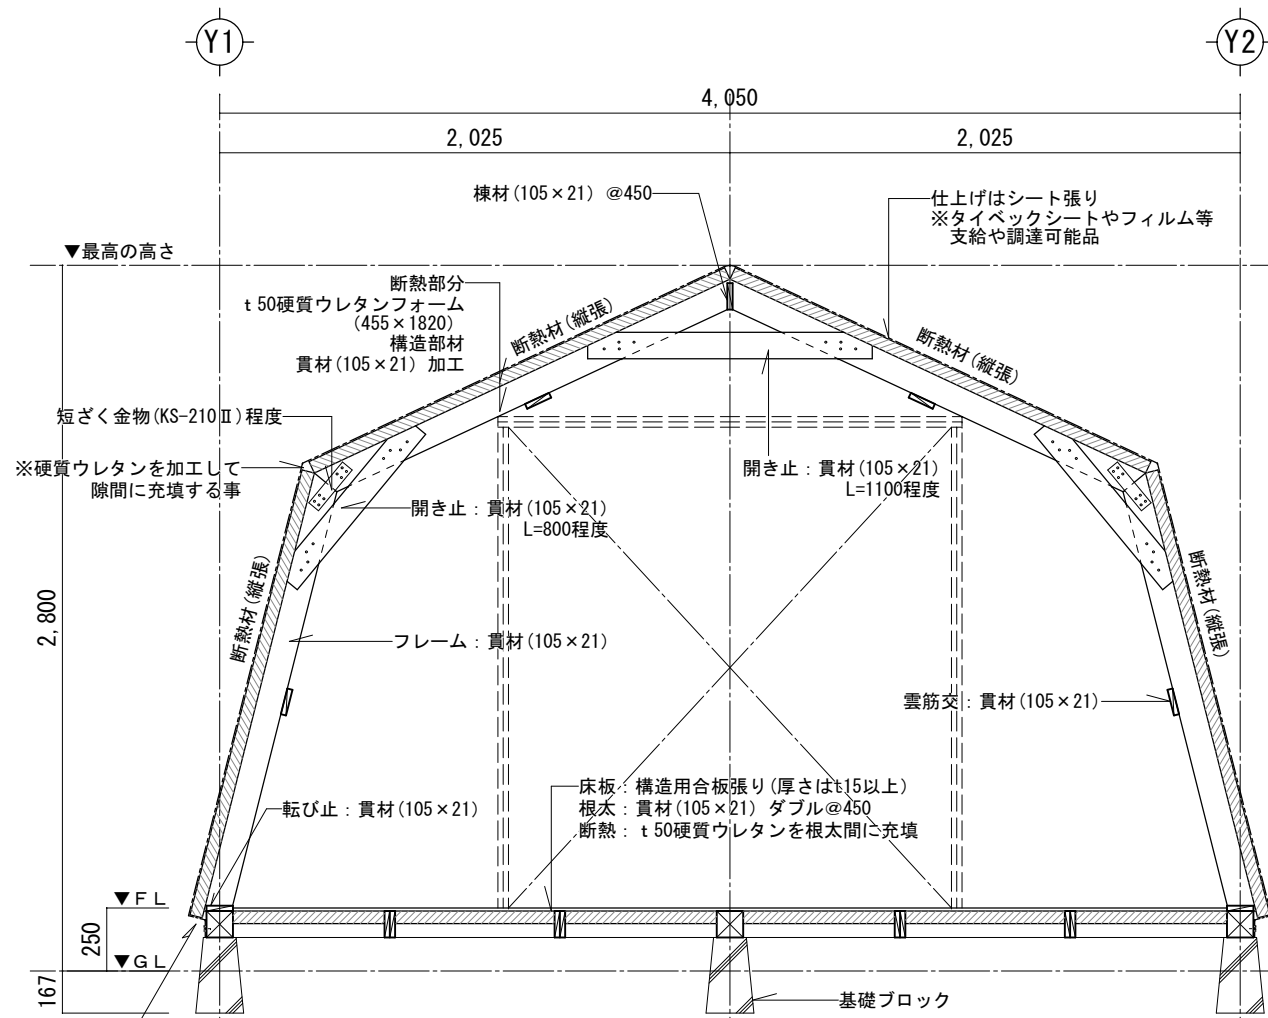 Y1
Y2
4,050
2,025
2,025
棟材(105×21) @450
仕上げはシート張り
※タイベックシートやフィルム等
支給や調達可能品
▼最高の高さ
断熱部分
t 50硬質ウレタンフォーム
(455×1820)
構造部材
貫材(105×21) 加工
断熱材(縦張)
断熱材(縦張)
短ざく金物(KS-210Ⅱ)程度
※硬質ウレタンを加工して
隙間に充填する事
開き止：貫材(105×21)
L=1100程度
開き止：貫材(105×21)
L=800程度
断熱材(縦張)
断熱材(縦張)
2,800
フレーム：貫材(105×21)
雲筋交：貫材(105×21)
床板：構造用合板張り(厚さはt15以上)
根太：貫材(105×21) ダブル@450
断熱：t 50硬質ウレタンを根太間に充填
転び止：貫材(105×21)
▼ＦＬ
250
▼ＧＬ
167
基礎ブロック